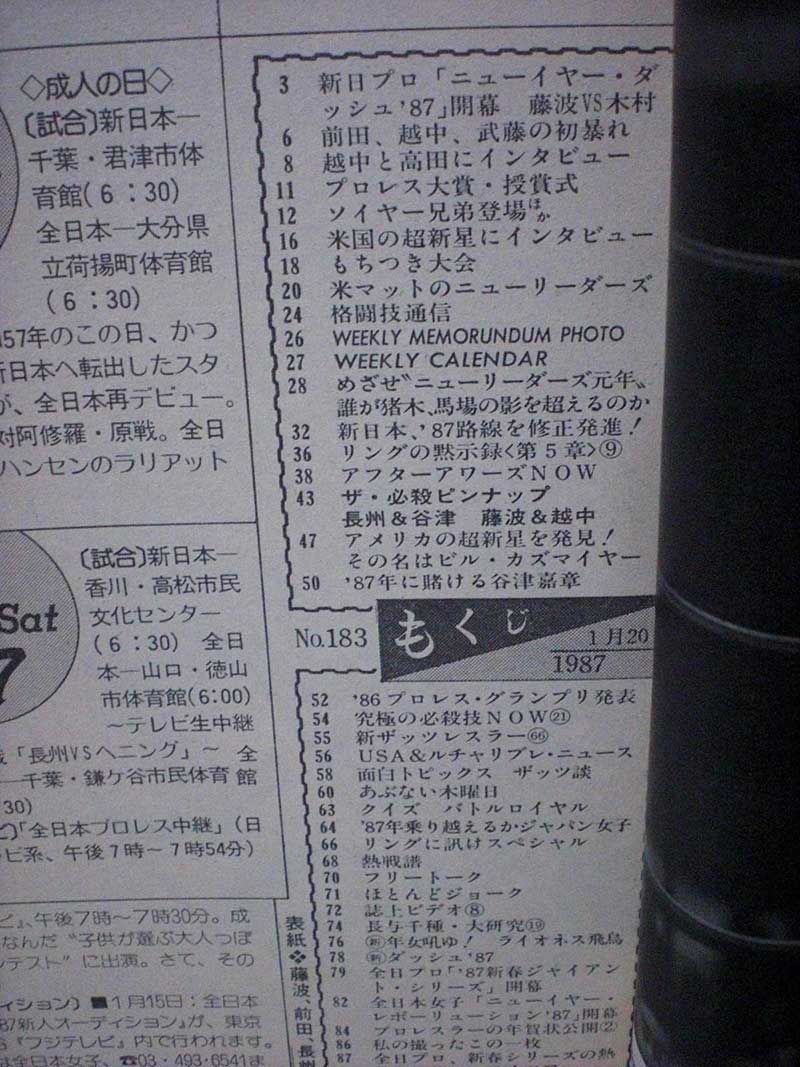 ◇成人の日◇
〔試合〕新日本―
千葉・君津市体
育館(6：30)
全日本―大分県
立荷揚町体育館
(6：30)
957年のこの日、かつ
新日本へ転出したスタ
が、全日本再デビュー。
対阿修羅・原戦。全日
ハンセンのラリアット
Sat
7
〔試合〕新日本―
香川・高松市民
文化センター
(6：30) 全日
本―山口・徳山
市体育館(6:00)
～テレビ生中継
「長州VSヘニング」～ 全
―千葉・鎌ケ谷市民体育館
30)
「全日本プロレス中継」(日
ビ系、午後7時～7時54分)
ビ」、午後7時～7時30分。成
なんだ“子供が選ぶ大人っぽ
ンテスト”に出演。さて、その
ディション〕■1月15日：全日本
87新人オーディション」が、東京
『フジテレビ』内で行われます。
は全日本女子、☎03・493・6541ま
3 新日プロ「ニューイヤー・ダ
ッシュ'87」開幕 藤波VS木村
6 前田、越中、武藤の初暴れ
8 越中と高田にインタビュー
11 プロレス大賞・授賞式
12 ソイヤー兄弟登場ほか
16 米国の超新星にインタビュー
18 もちつき大会
20 米マットのニューリーダーズ
24 格闘技通信
26 WEEKLY MEMORUNDUM PHOTO
27 WEEKLY CALENDAR
28 めざせ〝ニューリーダーズ元年〟
誰が猪木、馬場の影を超えるのか
32 新日本、'87路線を修正発進！
36 リングの黙示録〈第5章〉⑨
38 アフターアワーズNOW
43 ザ・必殺ピンナップ
長州＆谷津 藤波＆越中
47 アメリカの超新星を発見！
その名はビル・カズマイヤー
50 '87年に賭ける谷津嘉章
No.183 もくじ 1月20
1987
52 '86プロレス・グランプリ発表
54 究極の必殺技NOW㉑
55 新ザッツレスラー(66)
56 USA＆ルチャリブレ・ニュース
58 面白トピックス ザッツ談
60 あぶない木曜日
63 クイズ バトルロイヤル
64 '87年乗り越えるかジャパン女子
66 リングに訊けスペシャル
68 熱戦譜
70 フリートーク
71 ほとんどジョーク
72 誌上ビデオ⑧
74 長与千種・大研究⑲
76 ㊟年女吼ゆ！ ライオネス飛鳥
78 ダッシュ'87
79 全日プロ「'87新春ジャイアン
ト・シリーズ」開幕
82 全日本女子「ニューイヤー・
レボリューション'87」開幕
84 プロレスラーの年賀状公開②
86 私の撮ったこの一枚
87 全日プロ、新春シリーズの熱
表紙❖藤波、前田、長州